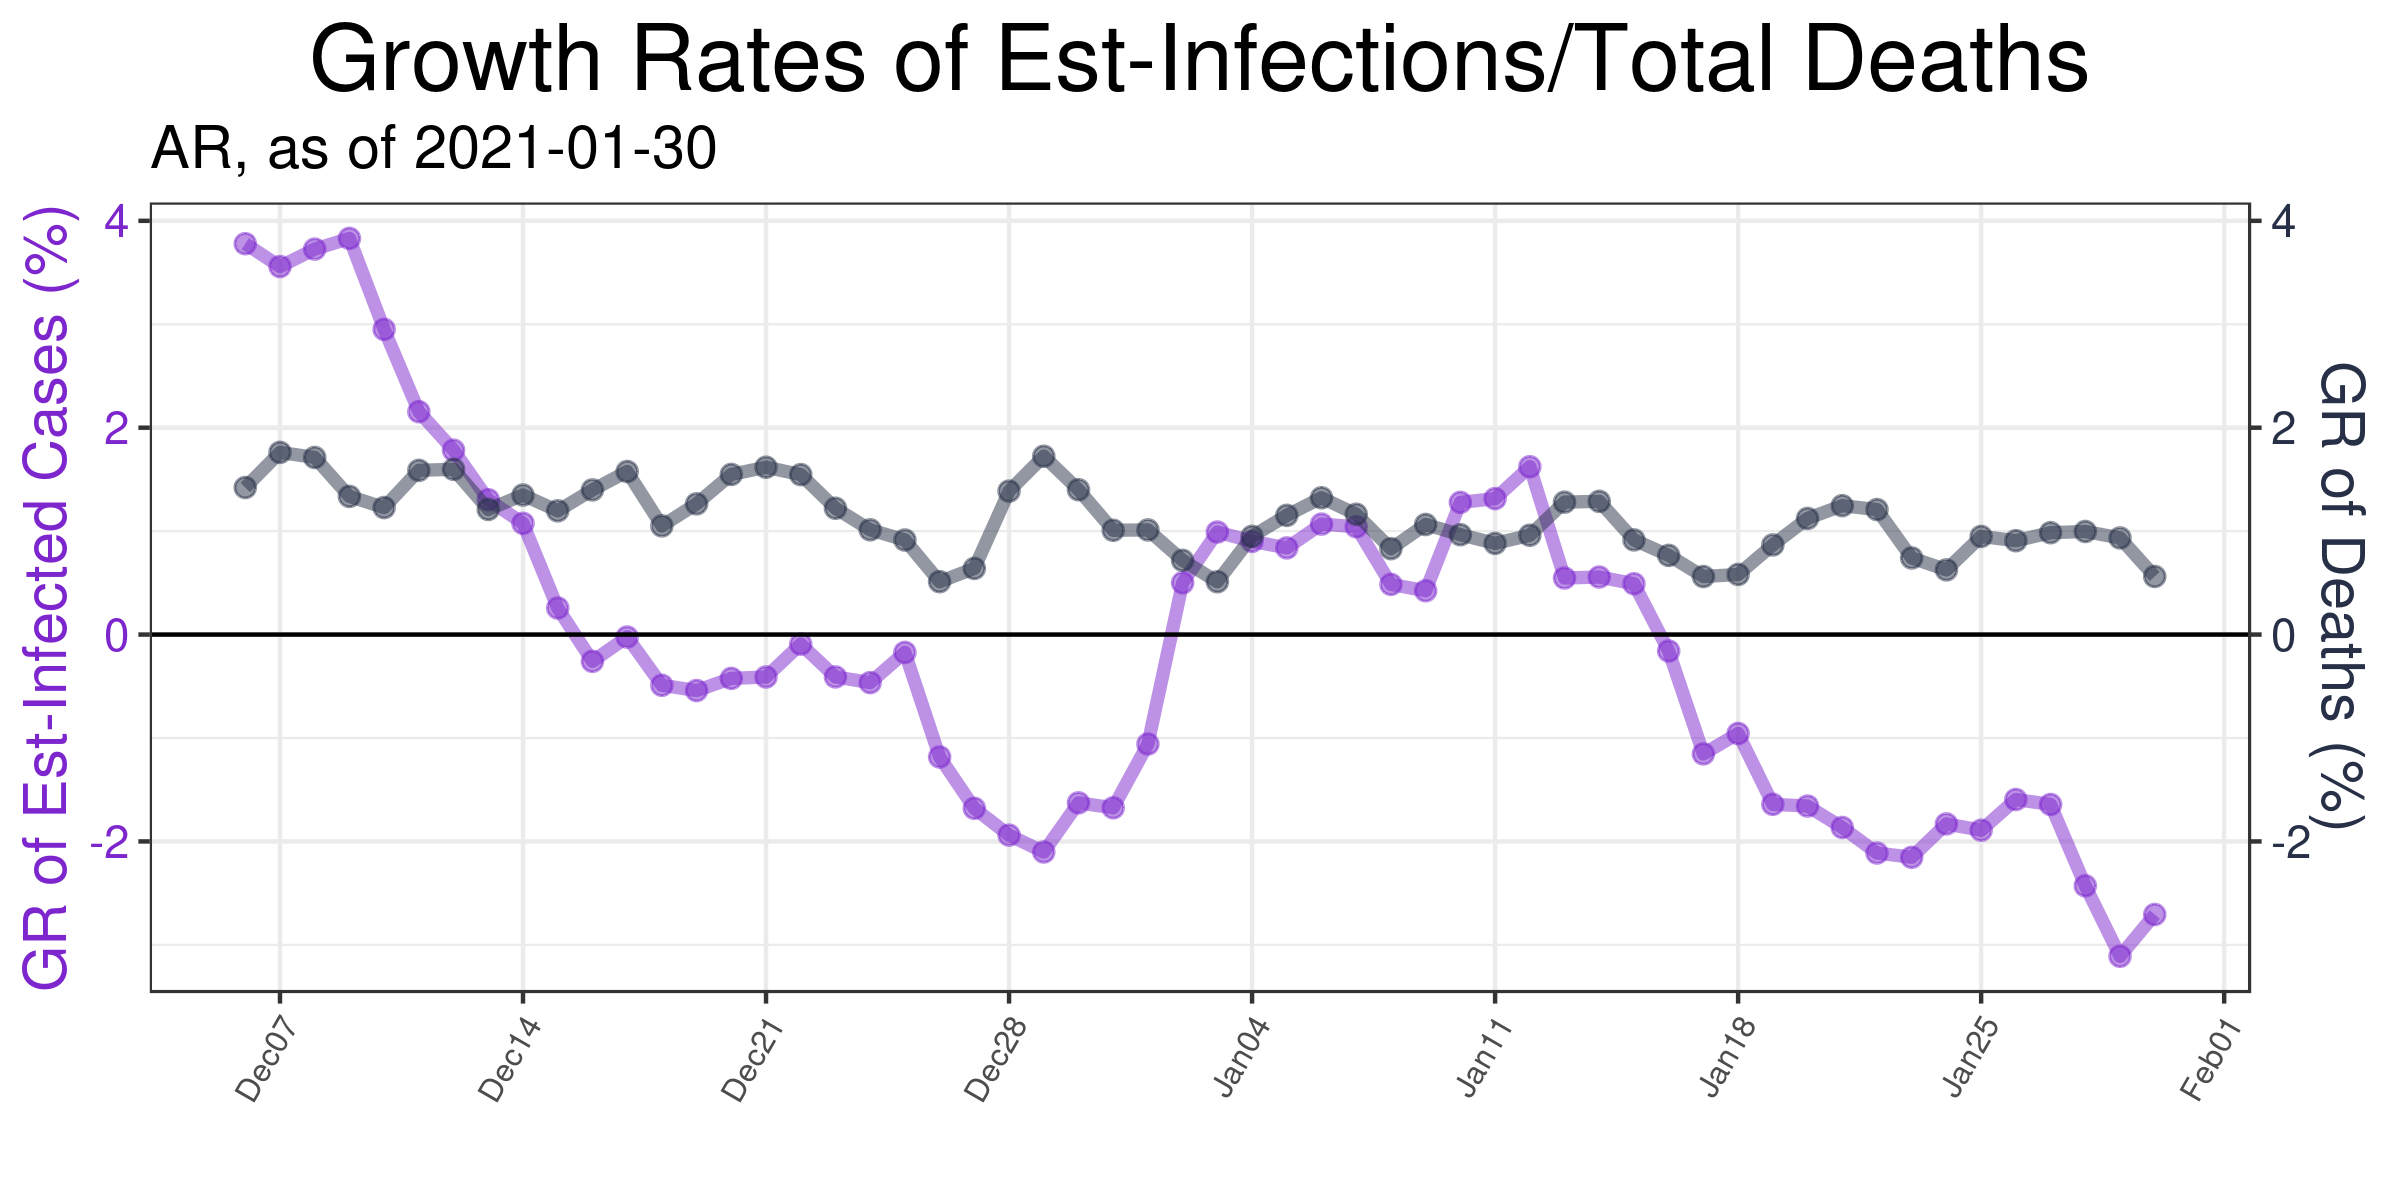 Growth Rates of Est-Infections/Total Deaths
AR, as of 2021-01-30
GR of Est-Infected Cases (%)
4
2
0
-2
4
2
0
-2
GR of Deaths (%)
Dec07
Dec14
Dec21
Dec28
Jan04
Jan11
Jan18
Jan25
Feb01